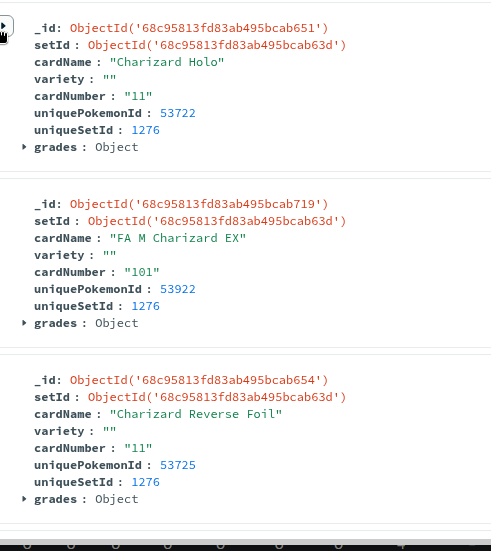 _id: ObjectId('68c95813fd83ab495bcab651')
setId : ObjectId('68c95813fd83ab495bcab63d')
cardName : "Charizard Holo"
variety : ""
cardNumber : "11"
uniquePokemonId : 53722
uniqueSetId : 1276
grades : Object
_id: ObjectId('68c95813fd83ab495bcab719')
setId : ObjectId('68c95813fd83ab495bcab63d')
cardName : "FA M Charizard EX"
variety : ""
cardNumber : "101"
uniquePokemonId : 53922
uniqueSetId : 1276
grades : Object
_id: ObjectId('68c95813fd83ab495bcab654')
setId : ObjectId('68c95813fd83ab495bcab63d')
cardName : "Charizard Reverse Foil"
variety : ""
cardNumber : "11"
uniquePokemonId : 53725
uniqueSetId : 1276
grades : Object